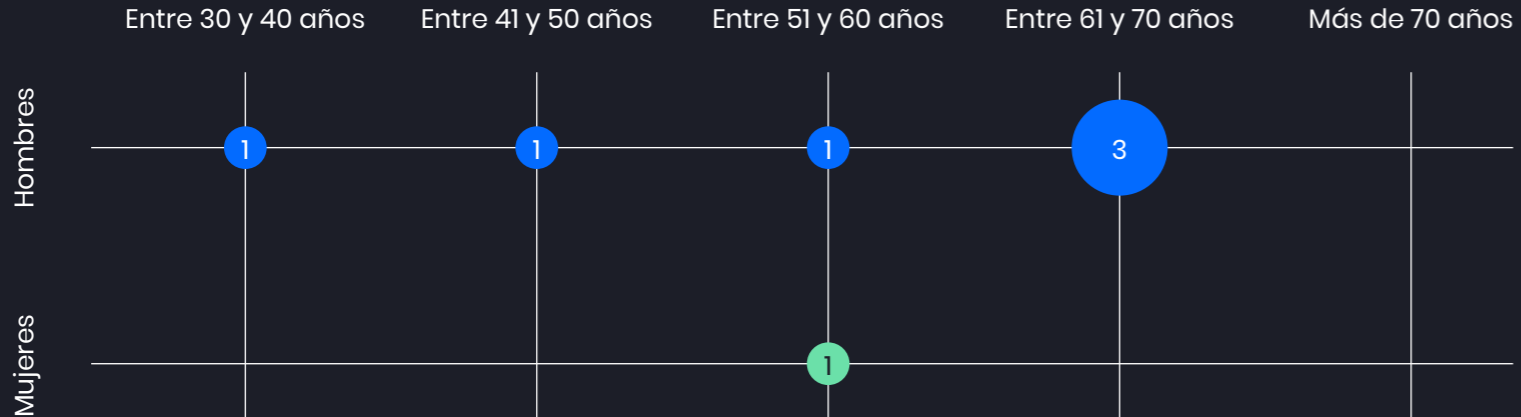 Entre 30 y 40 años
Entre 41 y 50 años
Entre 51 y 60 años
Entre 61 y 70 años
Más de 70 años
Hombres
1
1
1
3
Mujeres
1